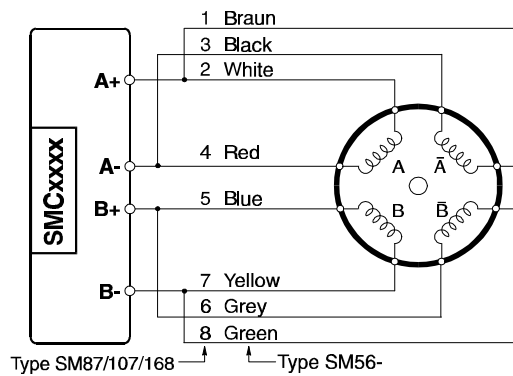 1 Braun
3 Black
2 White
A+
A- 4 Red
A Ā
SMCxxxx
B+ 5 Blue
B B̄
B- 7 Yellow
6 Grey
8 Green
Type SM87/107/168 Type SM56-